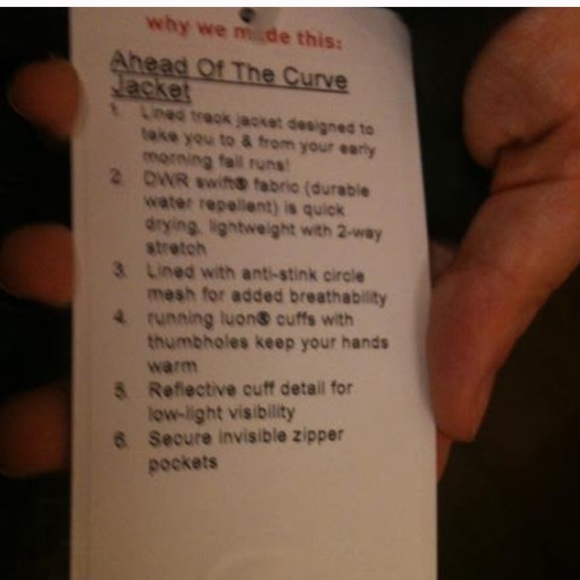 why we made this:
Ahead Of The Curve
Jacket
1. Lined track jacket designed to
take you to & from your early
morning fall runs!
2. DWR swift® fabric (durable
water repellent) is quick
drying, lightweight with 2-way
stretch
3. Lined with anti-stink circle
mesh for added breathability
4. running luon® cuffs with
thumbholes keep your hands
warm
5. Reflective cuff detail for
low-light visibility
6. Secure invisible zipper
pockets